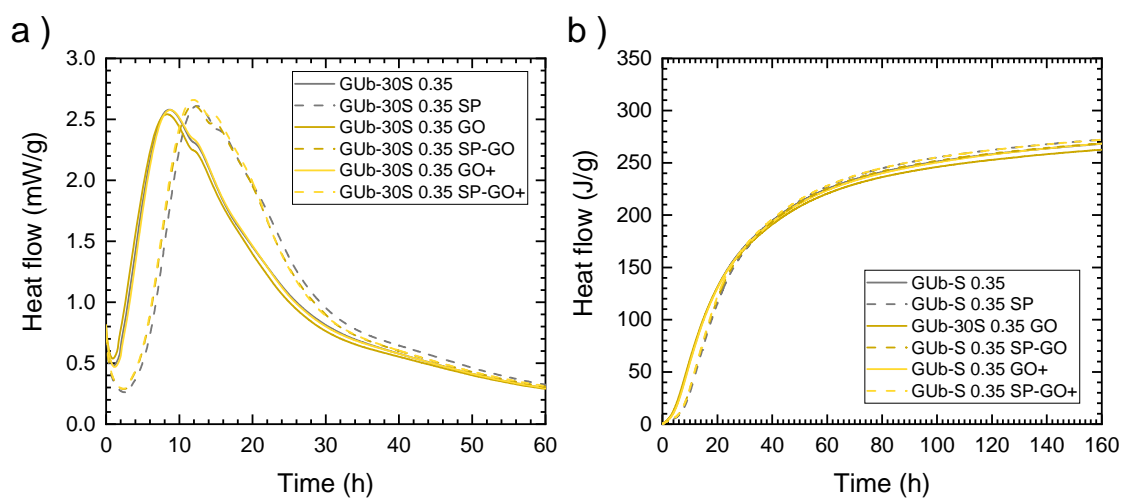 a )
Heat flow (mW/g)
3.0
2.5
2.0
1.5
1.0
0.5
0.0
0 10 20 30 40 50 60
Time (h)
GUb-30S 0.35
GUb-30S 0.35 SP
GUb-30S 0.35 GO
GUb-30S 0.35 SP-GO
GUb-30S 0.35 GO+
GUb-30S 0.35 SP-GO+
b )
Heat flow (J/g)
350
300
250
200
150
100
50
0
0 20 40 60 80 100 120 140 160
Time (h)
GUb-S 0.35
GUb-S 0.35 SP
GUb-30S 0.35 GO
GUb-S 0.35 SP-GO
GUb-S 0.35 GO+
GUb-S 0.35 SP-GO+